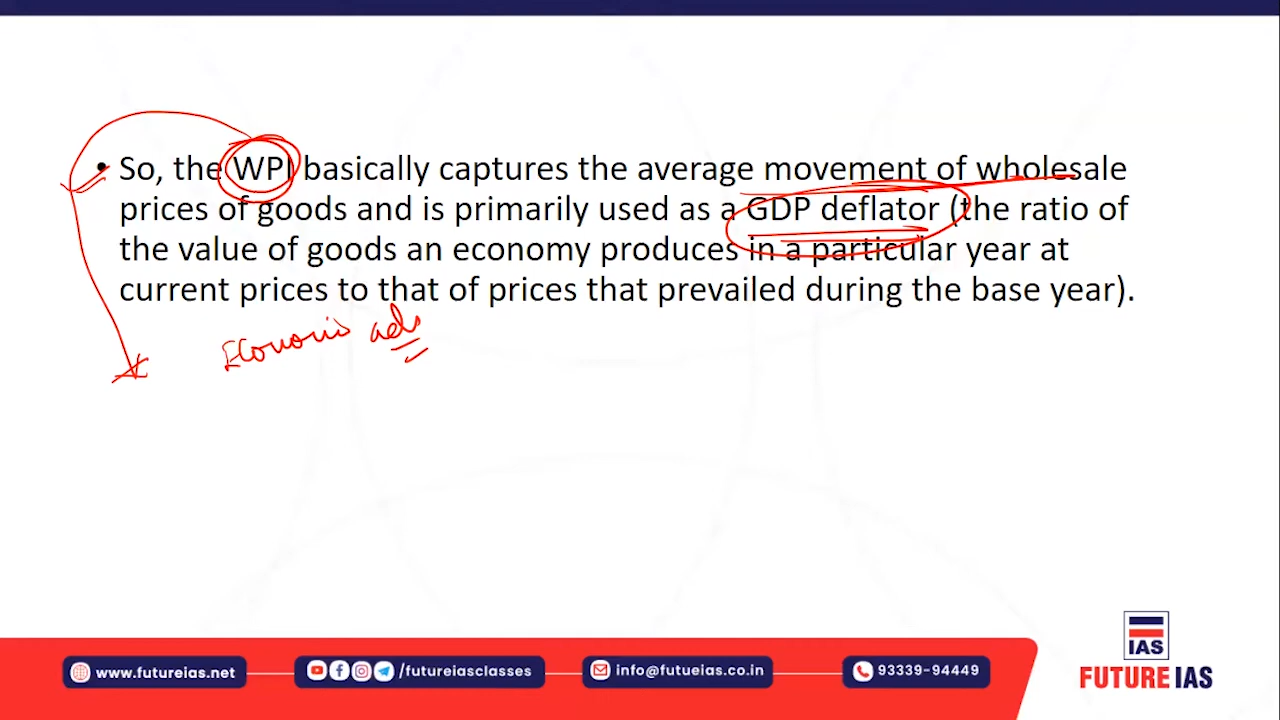 • So, the WPI basically captures the average movement of wholesale
prices of goods and is primarily used as a GDP deflator (the ratio of
the value of goods an economy produces in a particular year at
current prices to that of prices that prevailed during the base year).
Economic
IAS
www.futureias.net
/futureiasclasses
info@futueias.co.in
93339-94449
FUTURE IAS